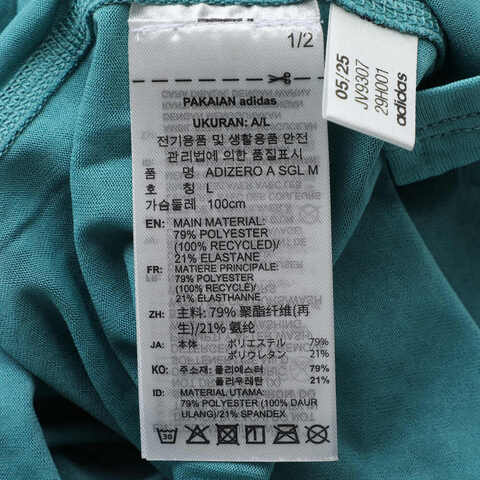 1/2
PAKAIAN adidas
UKURAN: A/L
전기용품 및 생활용품 안전
관리법에 의한 품질표시
품 명: ADIZERO A SGL M
호 칭: L
가슴둘레: 100cm
EN: MAIN MATERIAL:
79% POLYESTER
(100% RECYCLED)/
21% ELASTANE
FR: MATIERE PRINCIPALE:
79% POLYESTER
(100% RECYCLE)/
21% ELASTHANNE
ZH: 主料: 79% 聚酯纤维(再
生)/21% 氨纶
JA: 本体 ポリエステル 79%
ポリウレタン 21%
KO: 주소재: 폴리에스터 79%
폴리우레탄 21%
ID: MATERIAL UTAMA:
79% POLYESTER (100% DAUR
ULANG)/21% SPANDEX
30
05/25
JV9307
29H001
adidas